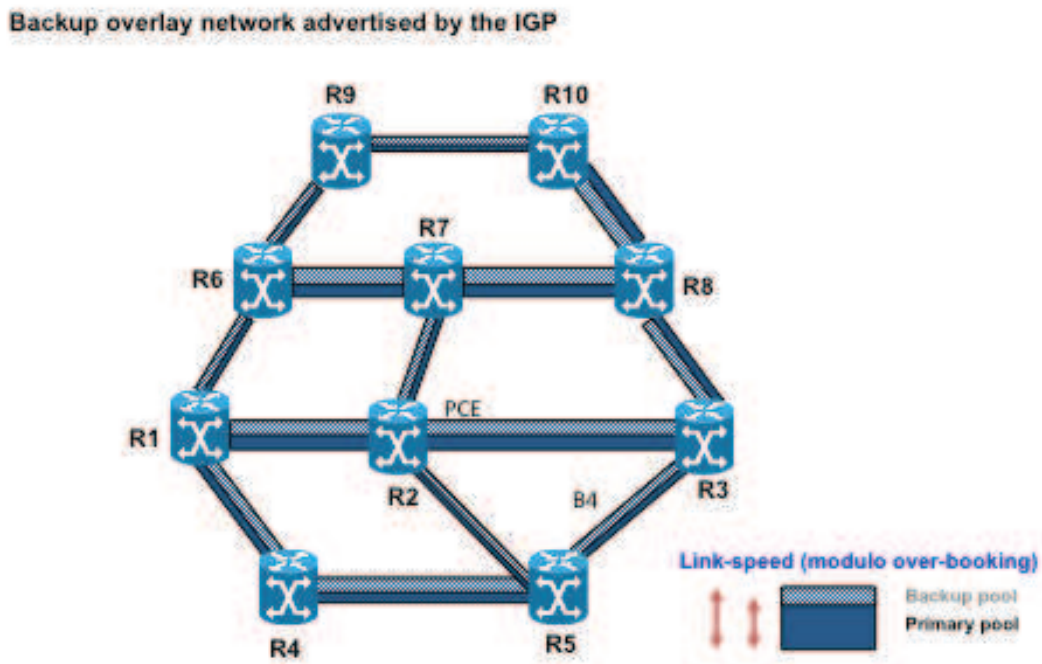 Backup overlay network advertised by the IGP
R9
R10
R7
R6
R8
PCE
R1
R2
B4
R3
Link-speed (modulo over-booking)
Backup pool
Primary pool
R4
R5